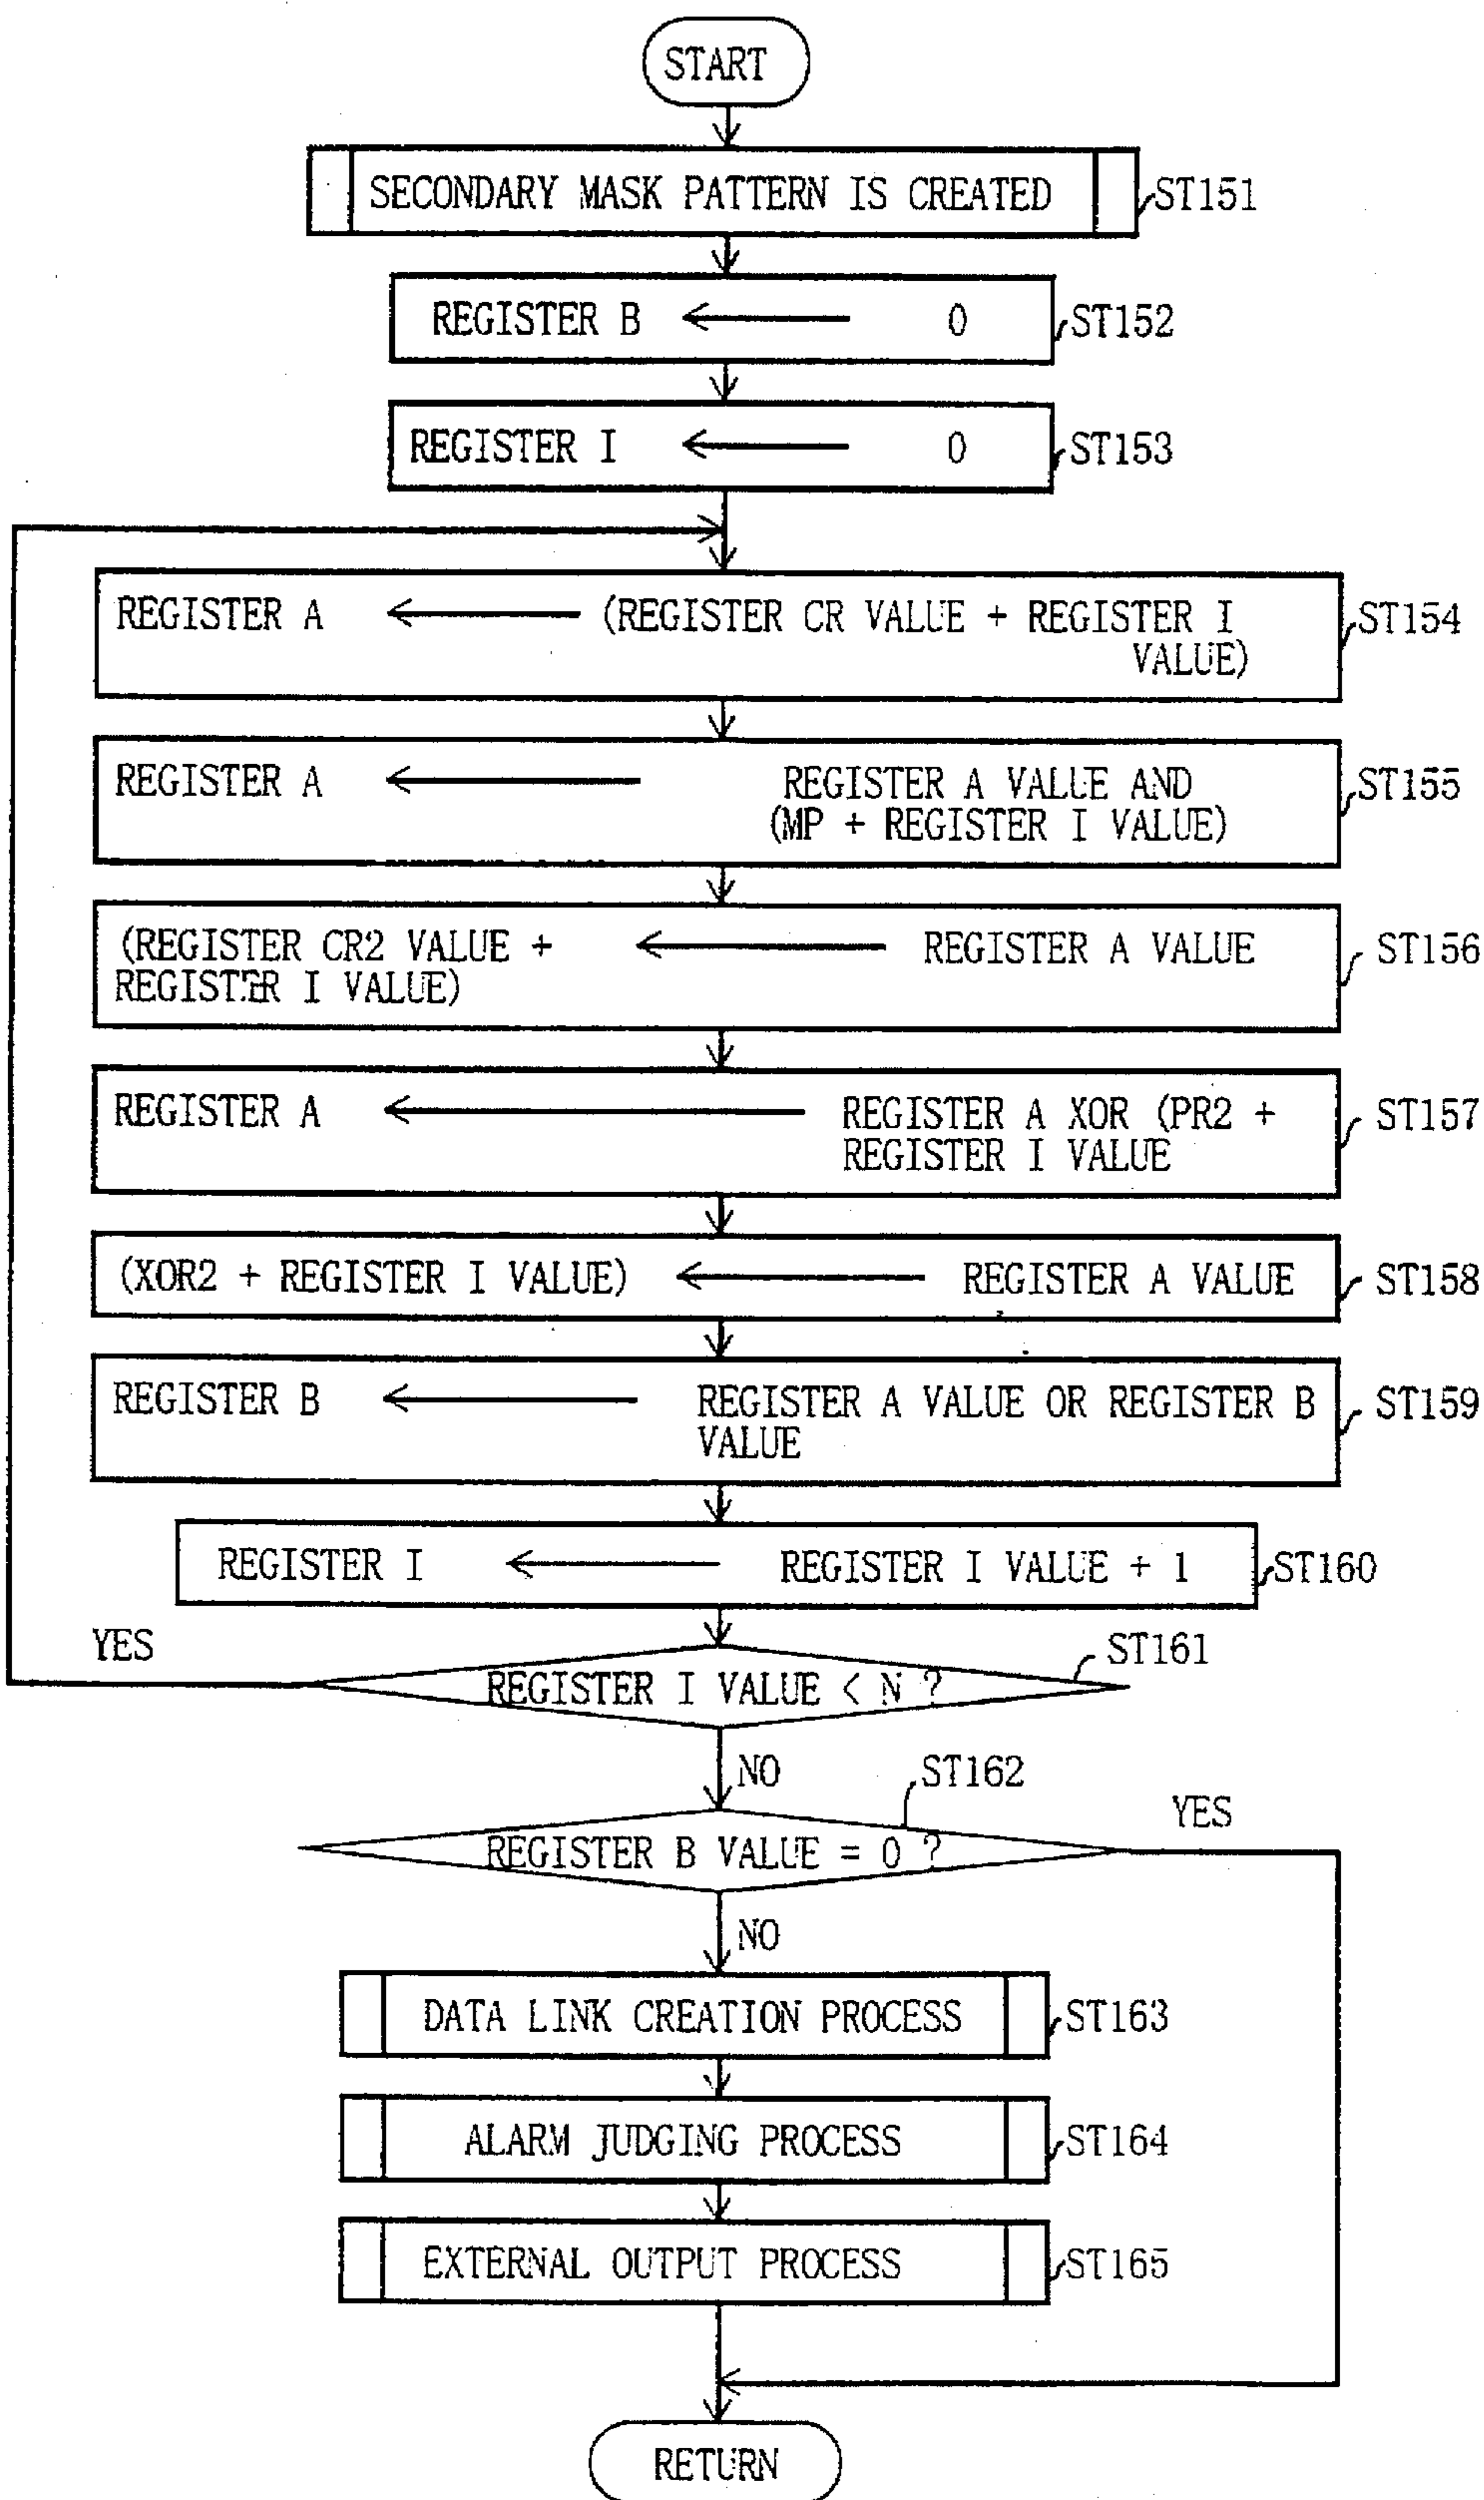 START
SECONDARY MASK PATTERN IS CREATED
ST151
REGISTER B ← 0
ST152
REGISTER I ← 0
ST153
REGISTER A ← (REGISTER CR VALUE + REGISTER I
VALUE)
ST154
REGISTER A ← REGISTER A VALUE AND
(MP + REGISTER I VALUE)
ST155
(REGISTER CR2 VALUE + ← REGISTER A VALUE
REGISTER I VALUE)
ST156
REGISTER A ← REGISTER A XOR (PR2 +
REGISTER I VALUE
ST157
(XOR2 + REGISTER I VALUE) ← REGISTER A VALUE
ST158
REGISTER B ← REGISTER A VALUE OR REGISTER B
VALUE
ST159
REGISTER I ← REGISTER I VALUE + 1
ST160
YES
ST161
REGISTER I VALUE < N ?
NO
ST162
YES
REGISTER B VALUE = 0 ?
NO
DATA LINK CREATION PROCESS
ST163
ALARM JUDGING PROCESS
ST164
EXTERNAL OUTPUT PROCESS
ST165
RETURN